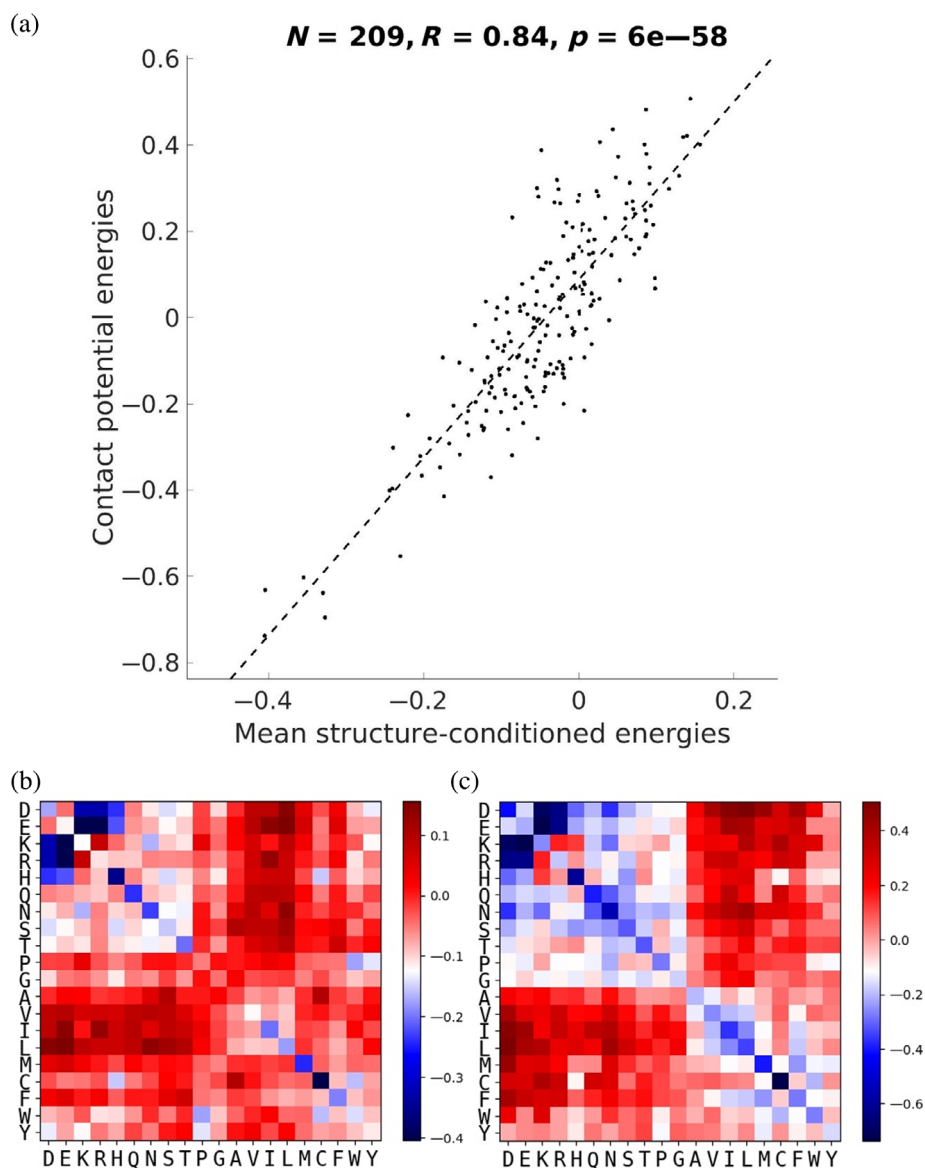 (a)
N = 209, R = 0.84, p = 6e−58
0.6
0.4
0.2
0
−0.2
−0.4
−0.6
−0.8
Contact potential energies
−0.4 −0.2 0 0.2
Mean structure-conditioned energies
(b)
D
E
K
R
H
Q
N
S
T
P
G
A
V
I
L
M
C
F
W
Y
D E K R H Q N S T P G A V I L M C F W Y
0.1
0.0
−0.1
−0.2
−0.3
−0.4
(c)
D
E
K
R
H
Q
N
S
T
P
G
A
V
I
L
M
C
F
W
Y
D E K R H Q N S T P G A V I L M C F W Y
0.4
0.2
0.0
−0.2
−0.4
−0.6